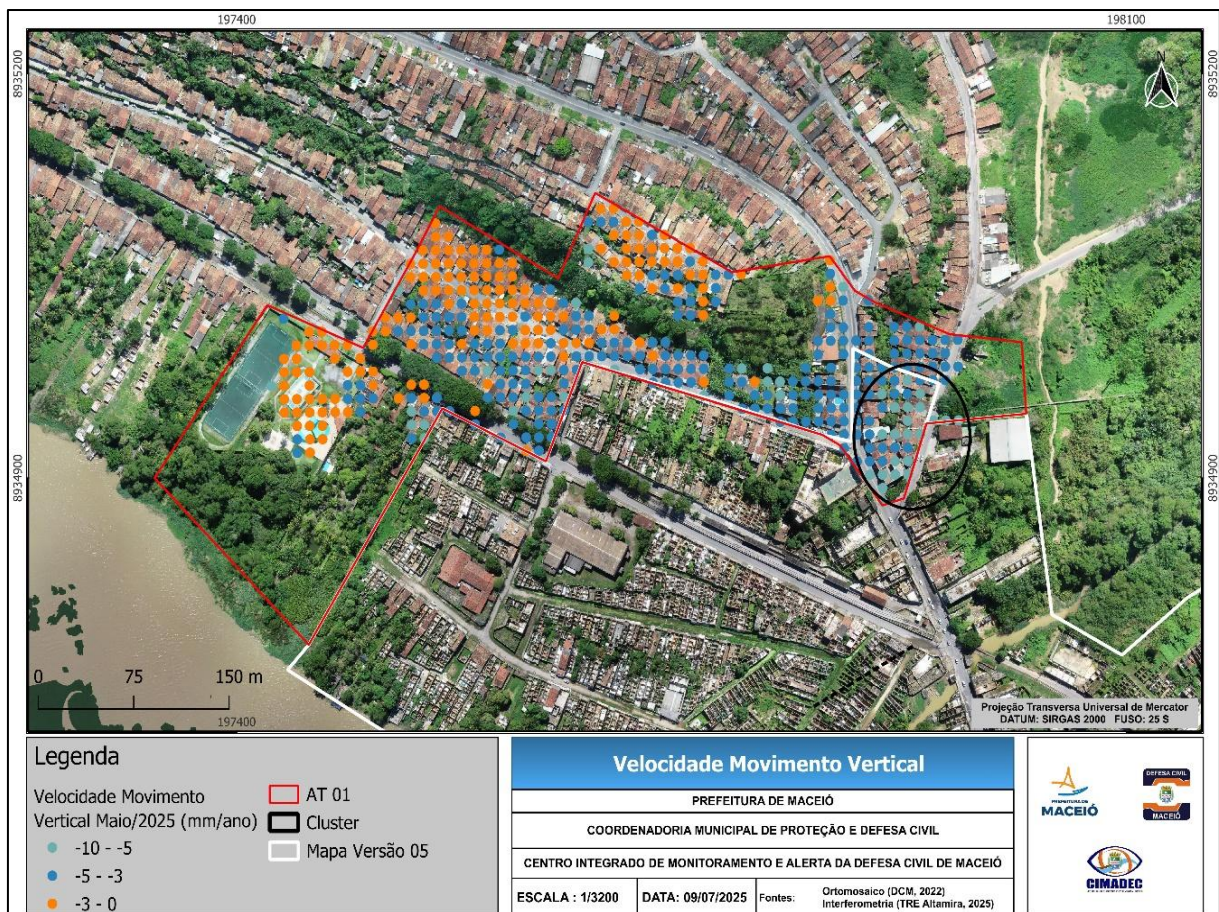 197400
198100
8935200
8935200
N
8934900
8934900
0 75 150 m
197400
Projeção Transversa Universal de Mercator
DATUM: SIRGAS 2000 FUSO: 25 S
Legenda
Velocidade Movimento
Vertical Maio/2025 (mm/ano)
-10 - -5
-5 - -3
-3 - 0
AT 01
Cluster
Mapa Versão 05
Velocidade Movimento Vertical
PREFEITURA DE MACEIÓ
COORDENADORIA MUNICIPAL DE PROTEÇÃO E DEFESA CIVIL
CENTRO INTEGRADO DE MONITORAMENTO E ALERTA DA DEFESA CIVIL DE MACEIÓ
ESCALA : 1/3200
DATA: 09/07/2025
Fontes:
Ortomosaico (DCM, 2022)
Interferometria (TRE Altamira, 2025)
PREFEITURA DE
MACEIÓ
DEFESA CIVIL
MACEIÓ
CIMADEC